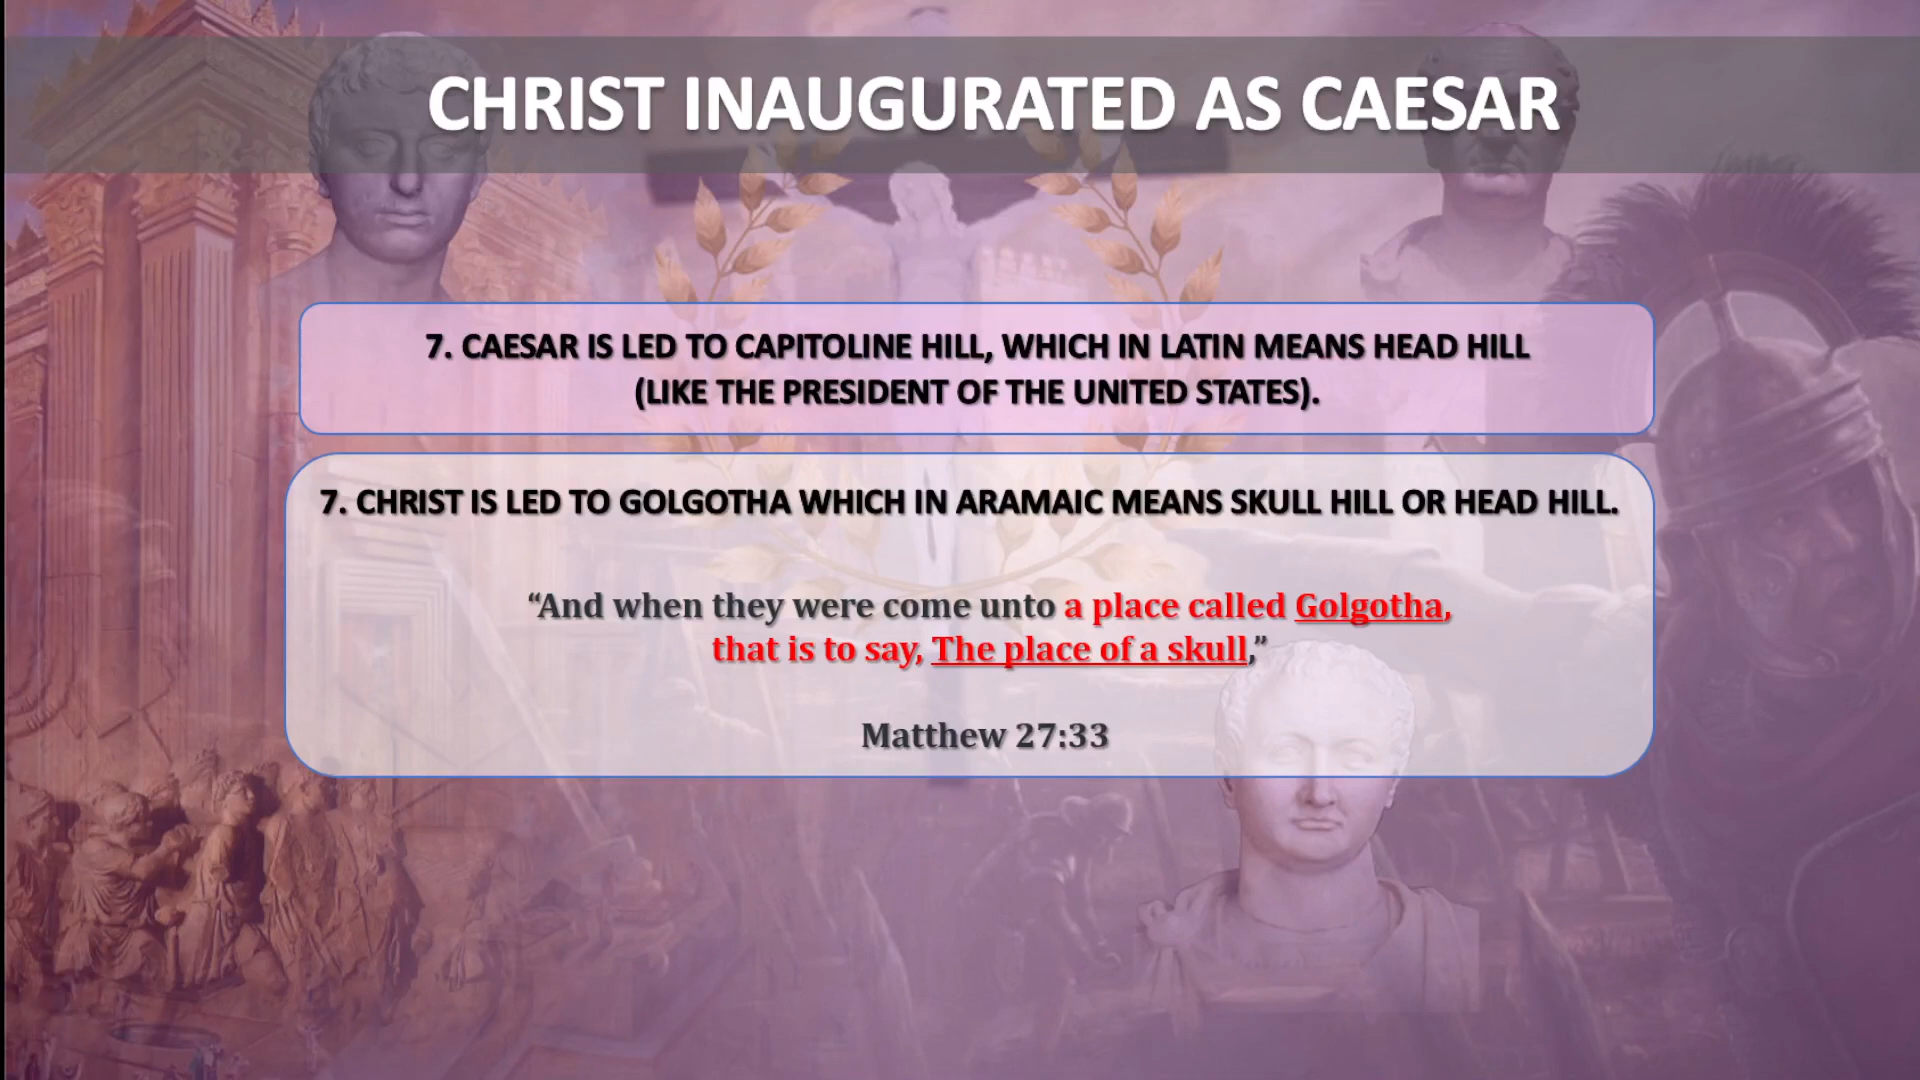 CHRIST INAUGURATED AS CAESAR
7. CAESAR IS LED TO CAPITOLINE HILL, WHICH IN LATIN MEANS HEAD HILL
(LIKE THE PRESIDENT OF THE UNITED STATES).
7. CHRIST IS LED TO GOLGOTHA WHICH IN ARAMAIC MEANS SKULL HILL OR HEAD HILL.
“And when they were come unto a place called Golgotha,
that is to say, The place of a skull,”
Matthew 27:33